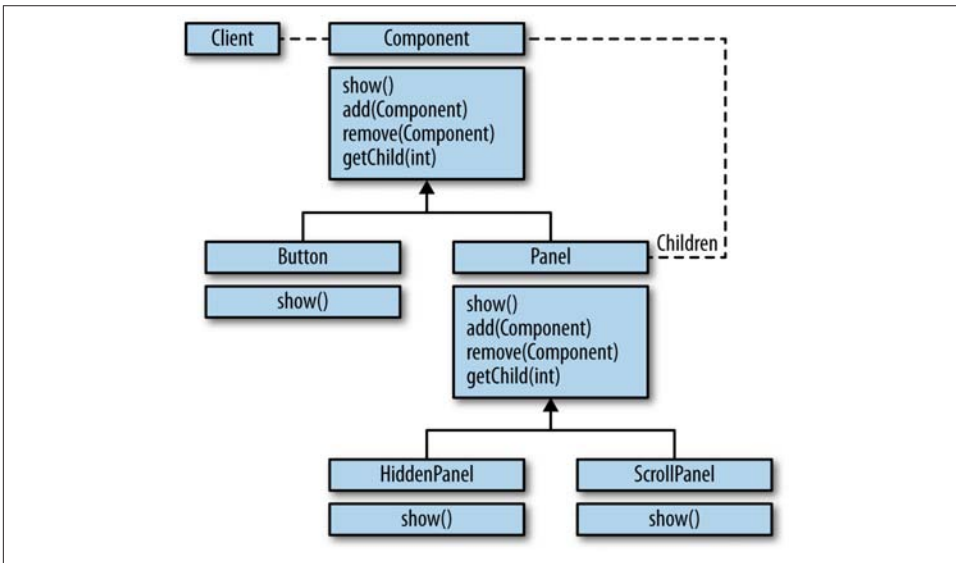 Client
Component
show()
add(Component)
remove(Component)
getChild(int)
Children
Button
Panel
show()
show()
add(Component)
remove(Component)
getChild(int)
HiddenPanel
ScrollPanel
show()
show()